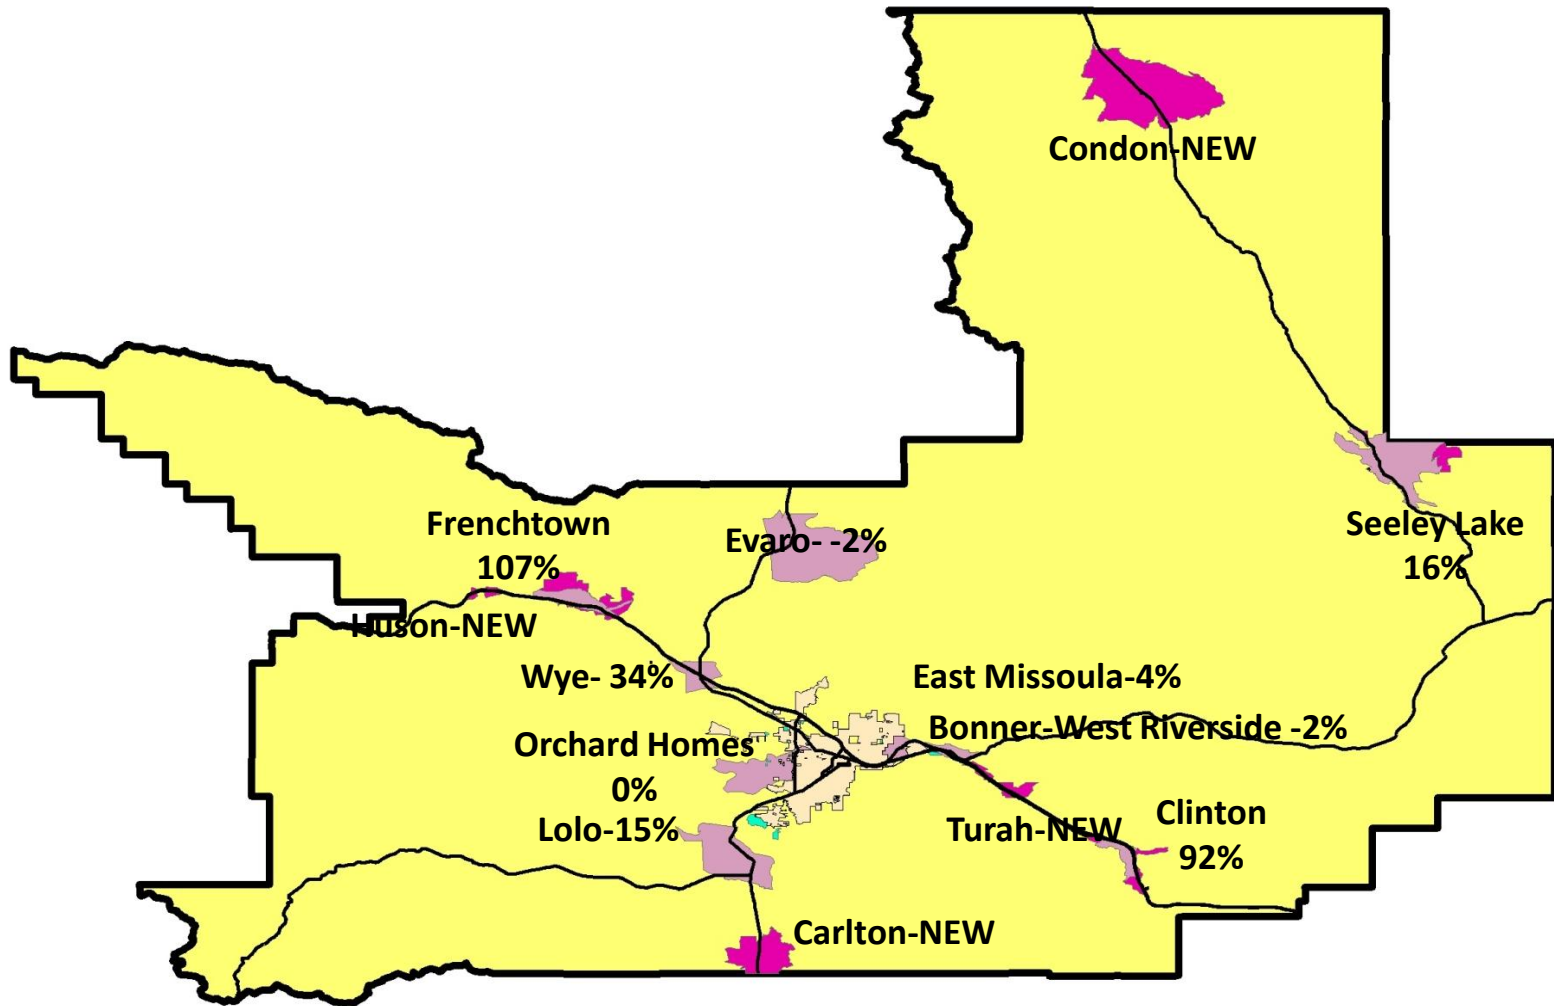 Condon-NEW
Frenchtown
107%
Evaro- -2%
Seeley Lake
16%
Huson-NEW
Wye- 34%
East Missoula-4%
Bonner-West Riverside -2%
Orchard Homes
0%
Lolo-15%
Turah-NEW
Clinton
92%
Carlton-NEW